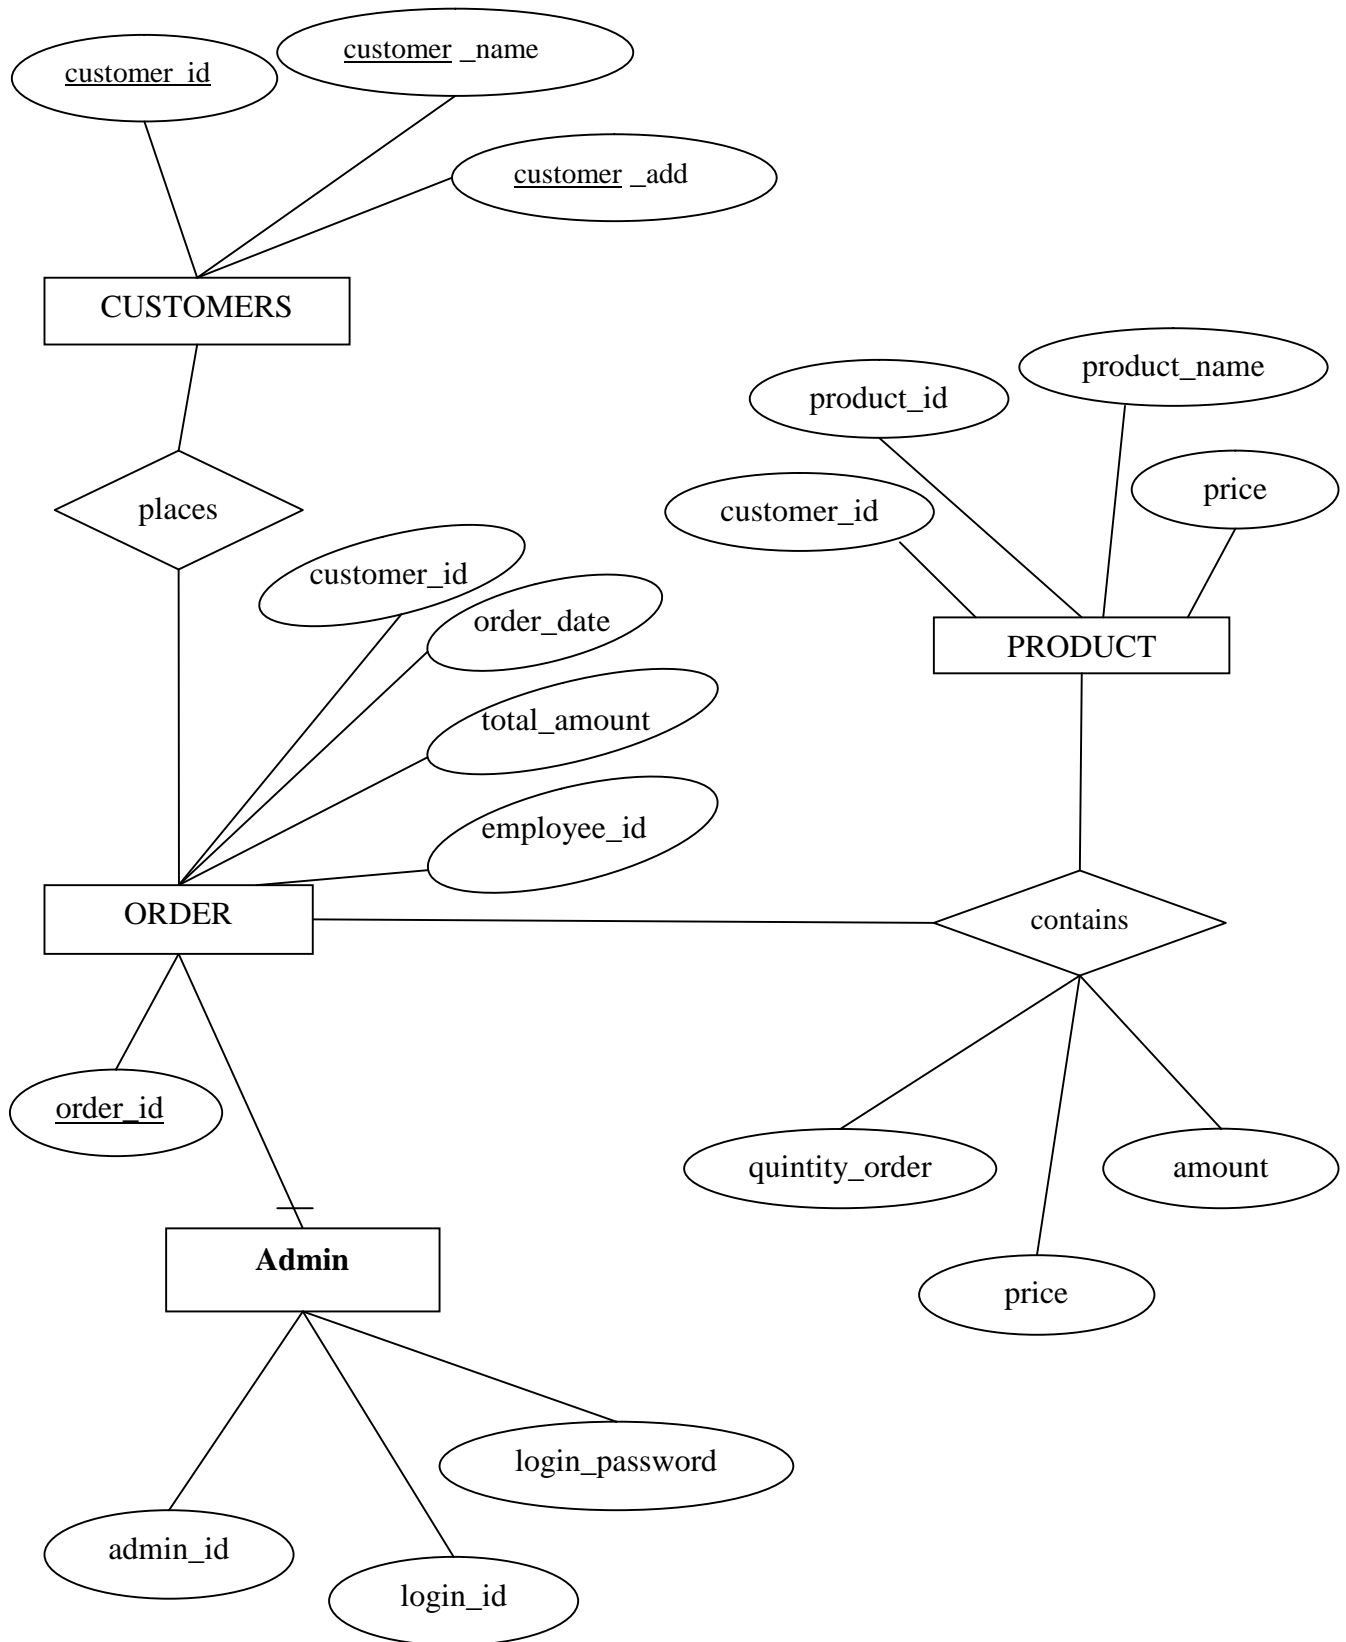 customer_id
customer _name
customer _add
CUSTOMERS
product_name
product_id
price
customer_id
places
customer_id
order_date
PRODUCT
total_amount
employee_id
ORDER
contains
order_id
quintity_order
amount
Admin
price
login_password
admin_id
login_id